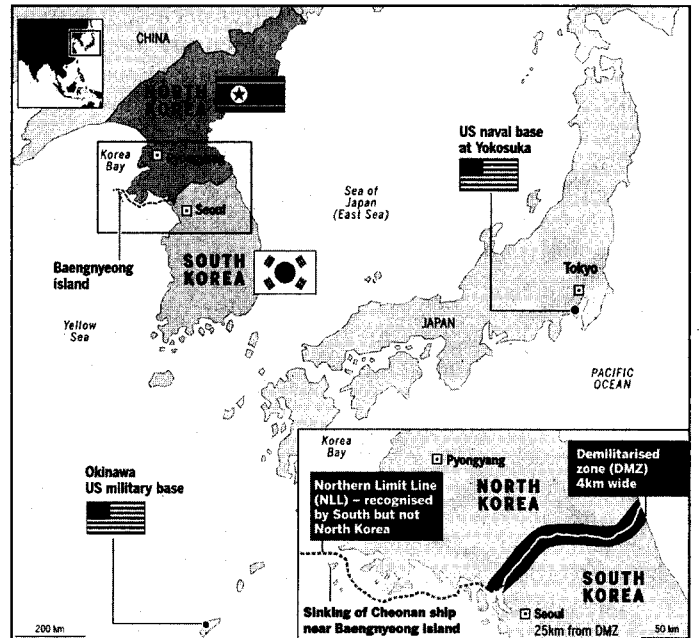 CHINA
NORTH
KOREA
Korea
Bay
Seoul
Baengnyeong
island
SOUTH
KOREA
Yellow
Sea
Sea of
Japan
(East Sea)
US naval base
at Yokosuka
Tokyo
JAPAN
PACIFIC
OCEAN
Okinawa
US military base
200 km
Korea
Bay
Pyongyang
Northern Limit Line
(NLL) – recognised
by South but not
North Korea
NORTH
KOREA
Demilitarised
zone (DMZ)
4km wide
SOUTH
KOREA
Sinking of Cheonan ship
near Baengnyeong island
Seoul
25km from DMZ
50 km